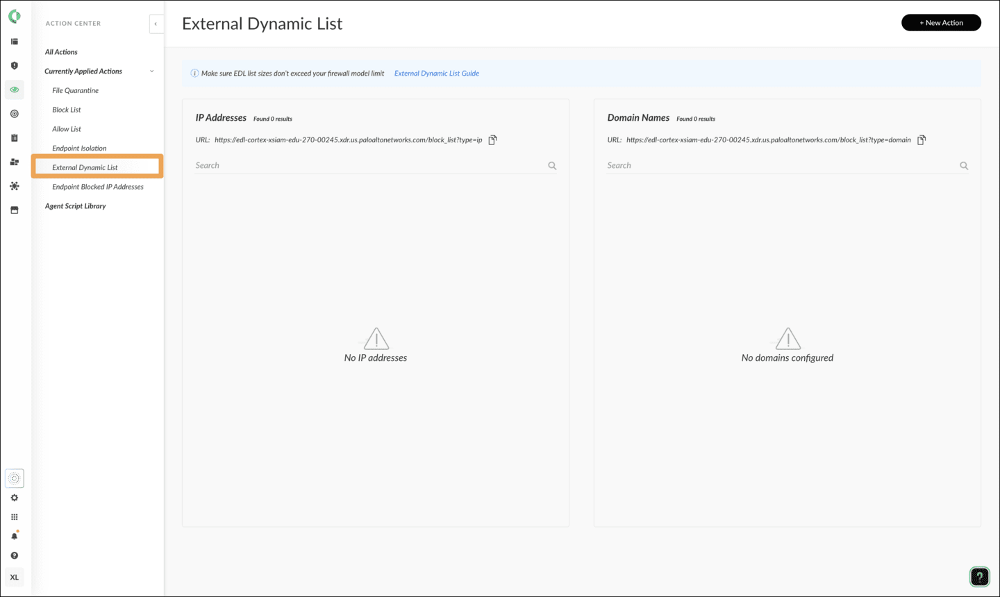 ACTION CENTER
All Actions
Currently Applied Actions
File Quarantine
Block List
Allow List
Endpoint Isolation
External Dynamic List
Endpoint Blocked IP Addresses
Agent Script Library
XL
External Dynamic List
+ New Action
Make sure EDL list sizes don't exceed your firewall model limit External Dynamic List Guide
IP Addresses Found 0 results
URL: https://edl-cortex-xsiam-edu-270-00245.xdr.us.paloaltonetworks.com/block_list?type=ip
Search
No IP addresses
Domain Names Found 0 results
URL: https://edl-cortex-xsiam-edu-270-00245.xdr.us.paloaltonetworks.com/block_list?type=domain
Search
No domains configured